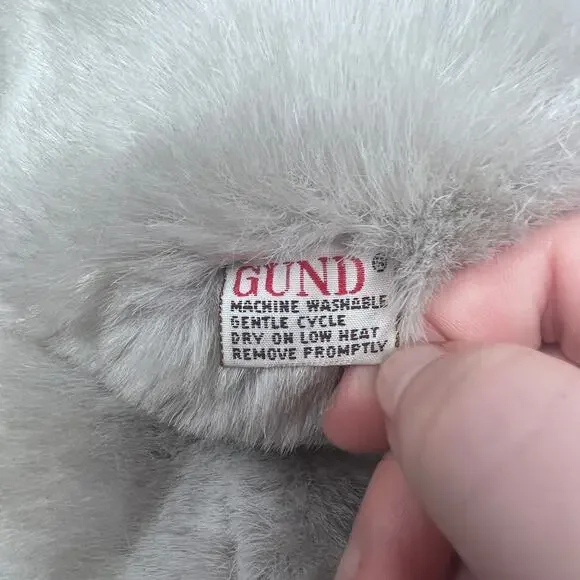 GUND ®
MACHINE WASHABLE
GENTLE CYCLE
DRY ON LOW HEAT
REMOVE PROMPTLY